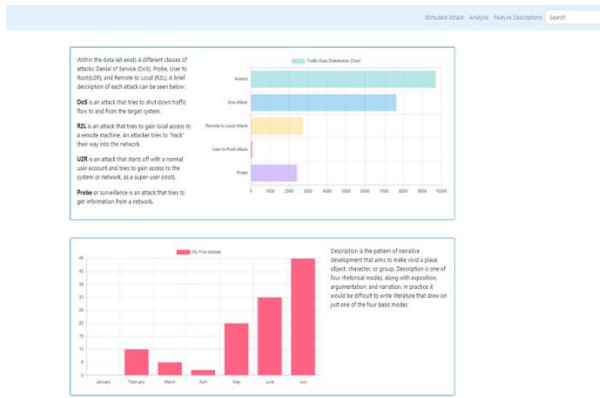 Stimulate Attack Analysis Feature Descriptions Search
Within the data set exists 4 different classes of
attacks: Denial of Service (DoS), Probe, User to
Root(U2R), and Remote to Local (R2L). A brief
description of each attack can be seen below:
DoS is an attack that tries to shut down traffic
flow to and from the target system.
R2L is an attack that tries to gain local access to
a remote machine. An attacker tries to "hack"
their way into the network.
U2R is an attack that starts off with a normal
user account and tries to gain access to the
system or network, as a super-user (root).
Probe or surveillance is an attack that tries to
get information from a network.
Traffic Data Distribution Chart
Normal
Dos Attack
Remote to Local Attack
User to Root Attack
Probe
0 1000 2000 3000 4000 5000 6000 7000 8000 9000 10000
My First dataset
45
40
35
30
25
20
15
10
5
0
January February March April May June July
Description is the pattern of narrative
development that aims to make vivid a place,
object, character, or group. Description is one of
four rhetorical modes, along with exposition,
argumentation, and narration. In practice it
would be difficult to write literature that drew on
just one of the four basic modes